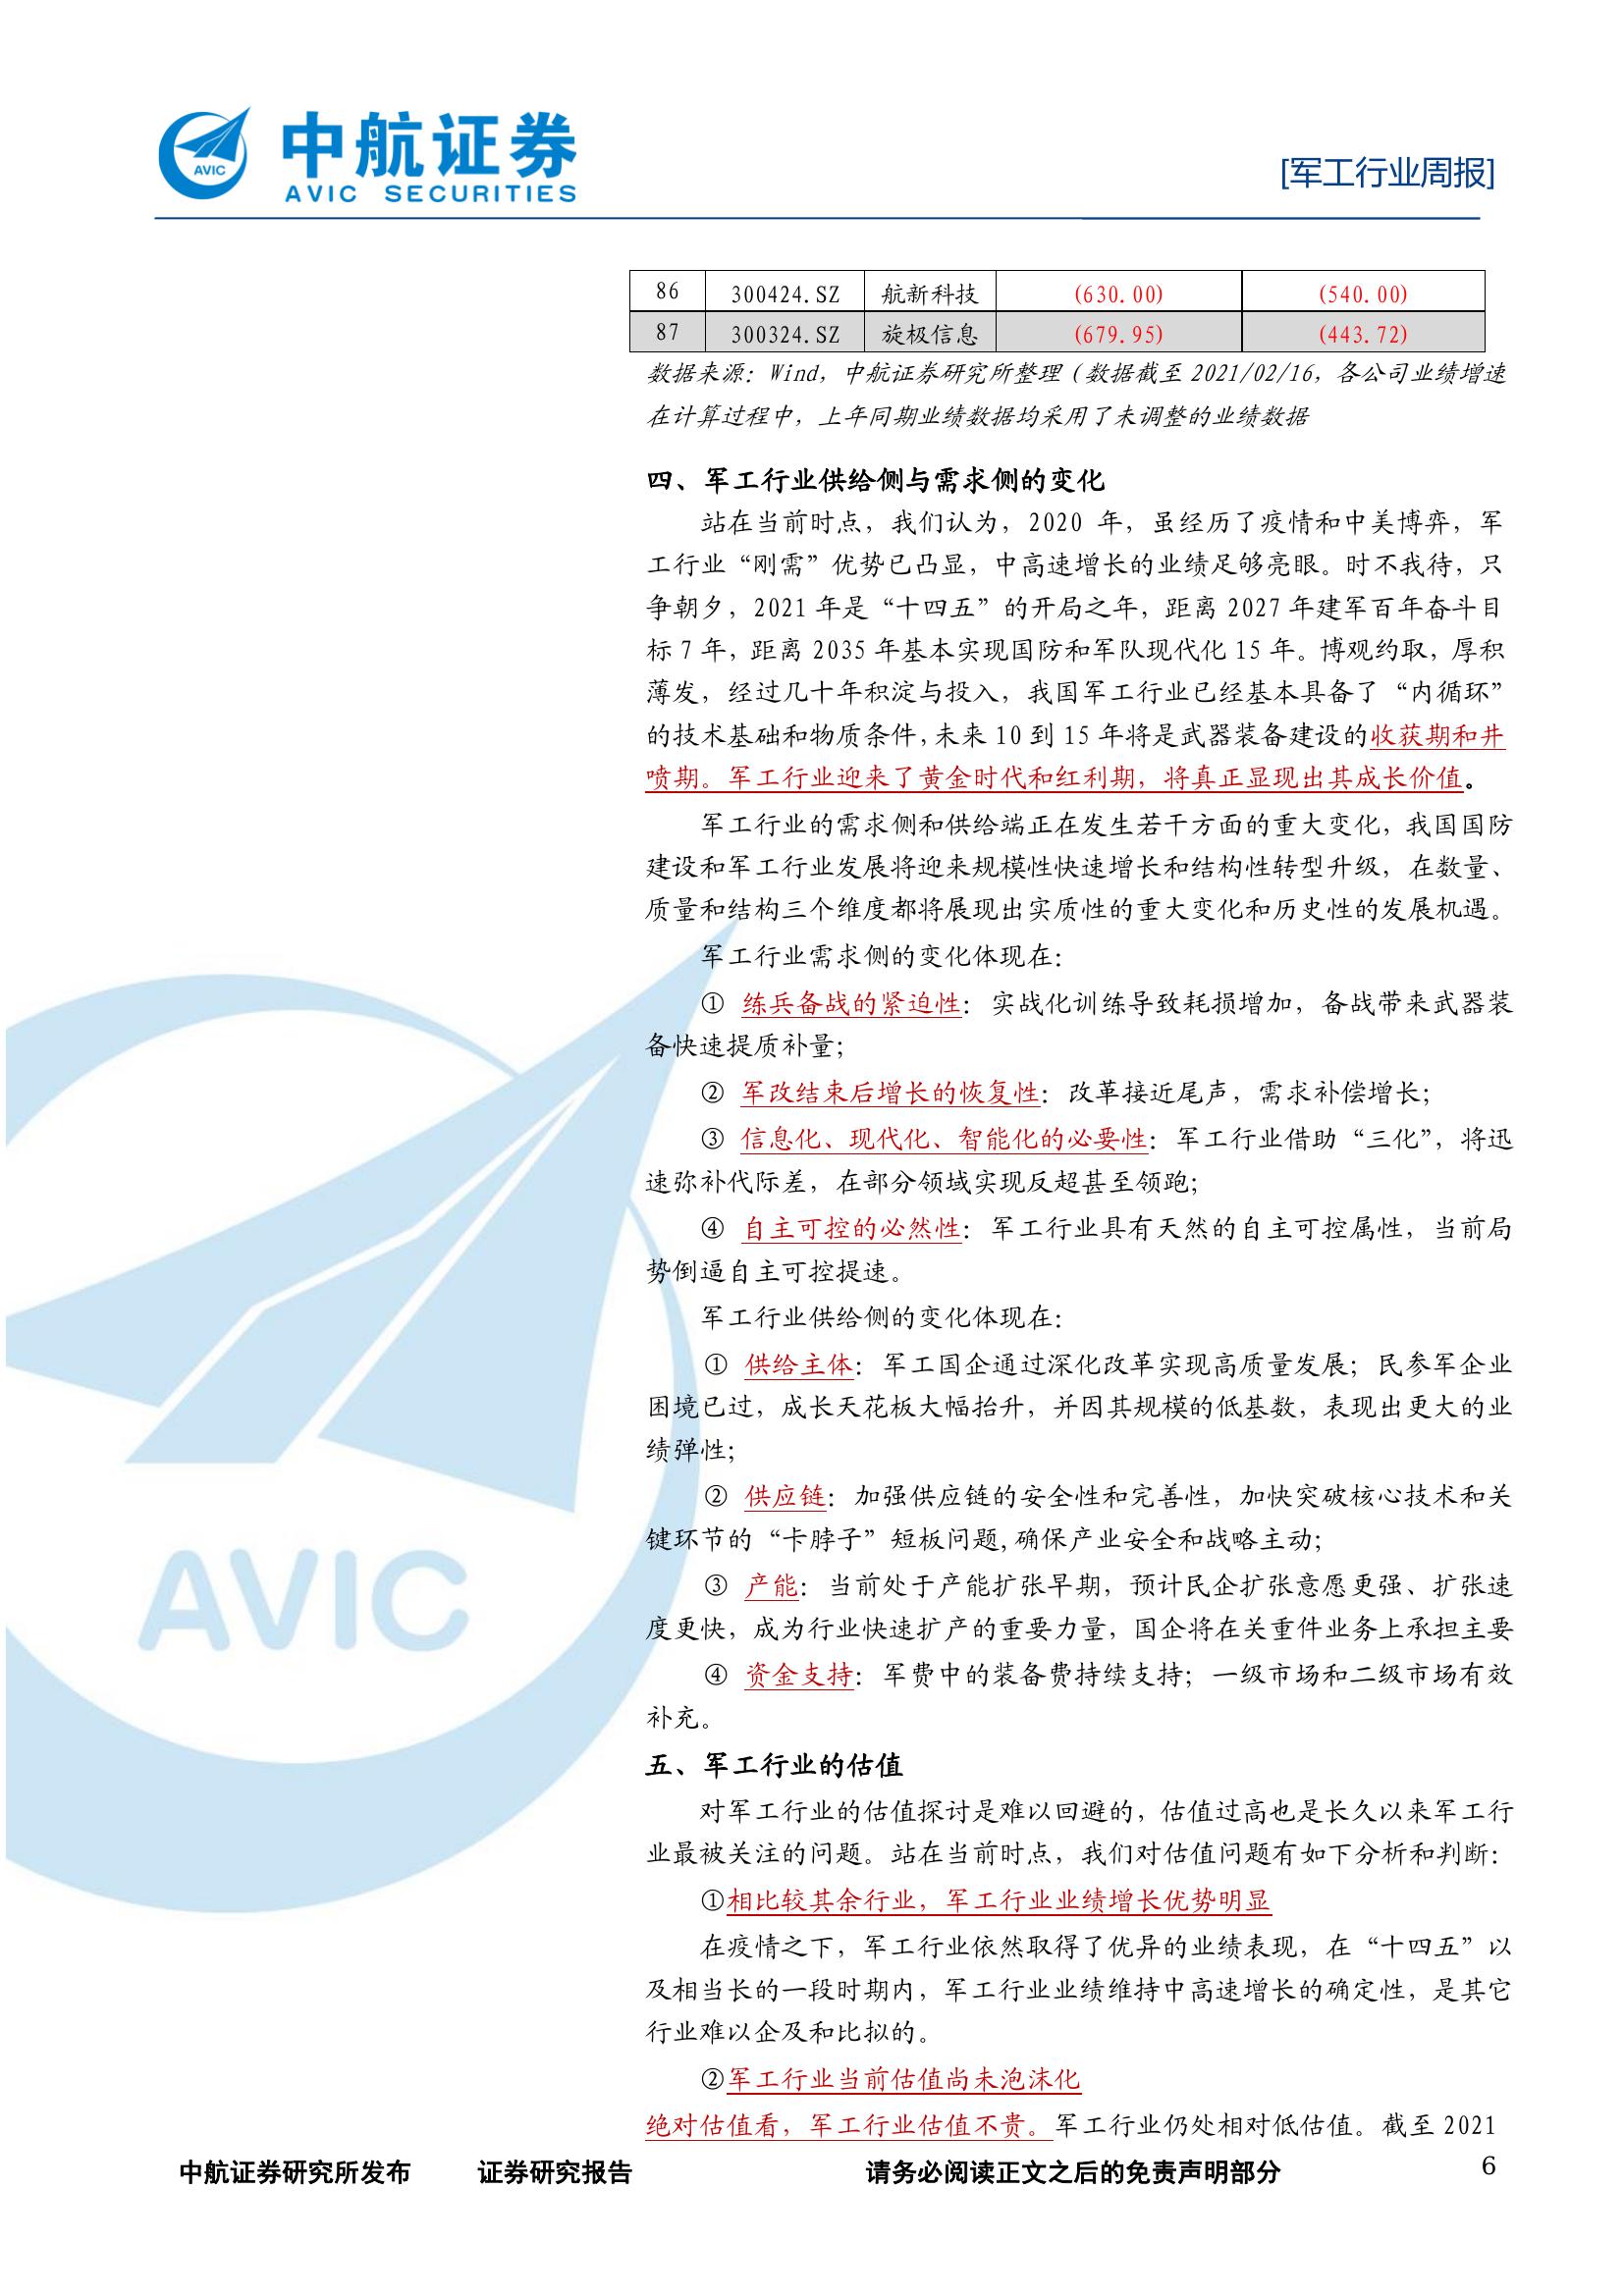 AVIC
中航证券
AVIC SECURITIES
[军工行业周报]
86 300424.SZ 航新科技 (630.00) (540.00)
87 300324.SZ 旋极信息 (679.95) (443.72)
数据来源：Wind，中航证券研究所整理（数据截至 2021/02/16，各公司业绩增速
在计算过程中，上年同期业绩数据均采用了未调整的业绩数据
四、军工行业供给侧与需求侧的变化
站在当前时点，我们认为，2020 年，虽经历了疫情和中美博弈，军
工行业“刚需”优势已凸显，中高速增长的业绩足够亮眼。时不我待，只
争朝夕，2021 年是“十四五”的开局之年，距离 2027 年建军百年奋斗目
标 7 年，距离 2035 年基本实现国防和军队现代化 15 年。博观约取，厚积
薄发，经过几十年积淀与投入，我国军工行业已经基本具备了“内循环”
的技术基础和物质条件，未来 10 到 15 年将是武器装备建设的收获期和井
喷期。军工行业迎来了黄金时代和红利期，将真正显现出其成长价值。
军工行业的需求侧和供给端正在发生若干方面的重大变化，我国国防
建设和军工行业发展将迎来规模性快速增长和结构性转型升级，在数量、
质量和结构三个维度都将展现出实质性的重大变化和历史性的发展机遇。
军工行业需求侧的变化体现在：
① 练兵备战的紧迫性：实战化训练导致耗损增加，备战带来武器装
备快速提质补量；
② 军改结束后增长的恢复性：改革接近尾声，需求补偿增长；
③ 信息化、现代化、智能化的必要性：军工行业借助“三化”，将迅
速弥补代际差，在部分领域实现反超甚至领跑；
④ 自主可控的必然性：军工行业具有天然的自主可控属性，当前局
势倒逼自主可控提速。
军工行业供给侧的变化体现在：
① 供给主体：军工国企通过深化改革实现高质量发展；民参军企业
困境已过，成长天花板大幅抬升，并因其规模的低基数，表现出更大的业
绩弹性；
② 供应链：加强供应链的安全性和完善性，加快突破核心技术和关
键环节的“卡脖子”短板问题，确保产业安全和战略主动；
③ 产能：当前处于产能扩张早期，预计民企扩张意愿更强、扩张速
度更快，成为行业快速扩产的重要力量，国企将在关重件业务上承担主要
④ 资金支持：军费中的装备费持续支持；一级市场和二级市场有效
补充。
五、军工行业的估值
对军工行业的估值探讨是难以回避的，估值过高也是长久以来军工行
业最被关注的问题。站在当前时点，我们对估值问题有如下分析和判断：
①相比较其余行业，军工行业业绩增长优势明显
在疫情之下，军工行业依然取得了优异的业绩表现，在“十四五”以
及相当长的一段时期内，军工行业业绩维持中高速增长的确定性，是其它
行业难以企及和比拟的。
②军工行业当前估值尚未泡沫化
绝对估值看，军工行业估值不贵。军工行业仍处相对低估值。截至 2021
AVIC
中航证券研究所发布 证券研究报告 请务必阅读正文之后的免责声明部分 6